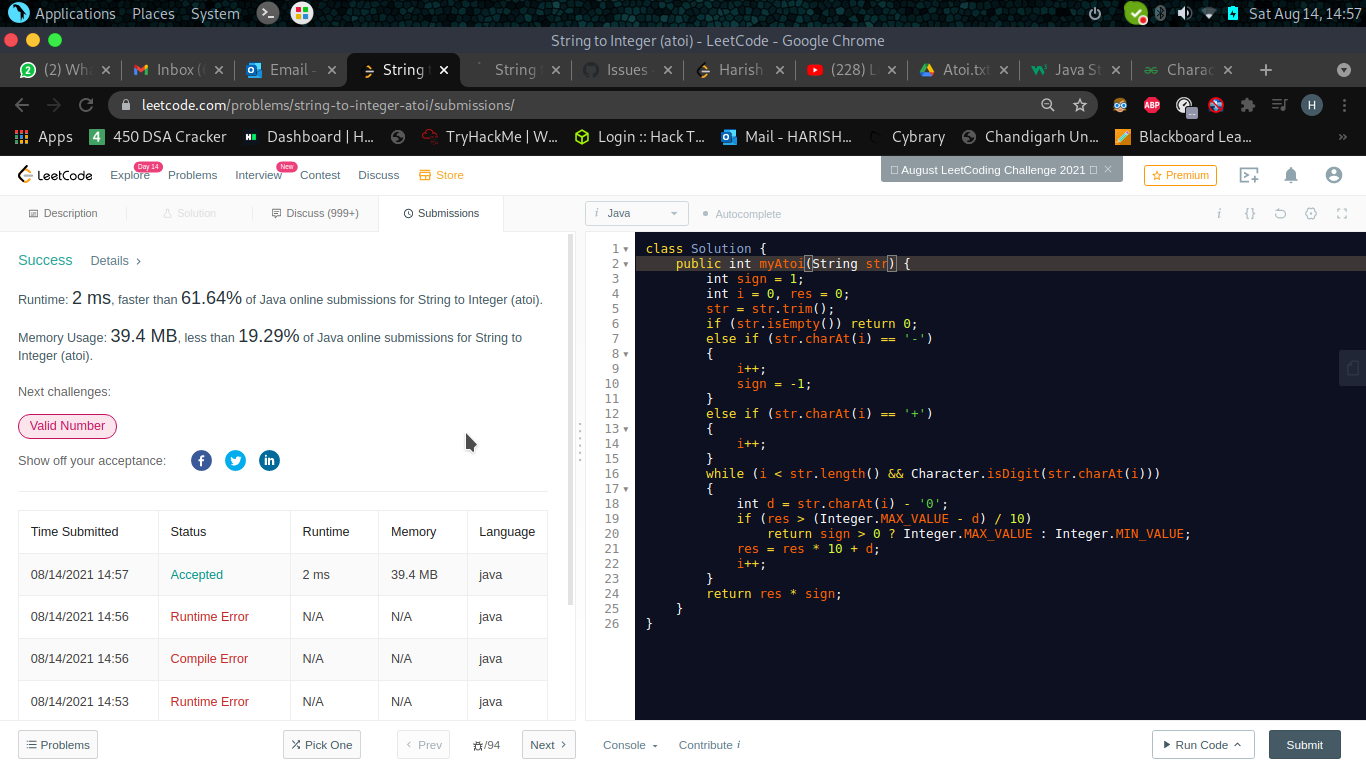 Applications Places System Sat Aug 14, 14:57
String to Integer (atoi) - LeetCode - Google Chrome
(2) Wh Inbox ( Email - String t String t Issues Harish (228) L Atoi.txt Java St Charac
leetcode.com/problems/string-to-integer-atoi/submissions/ ABP H
Apps 4 450 DSA Cracker Dashboard | H... TryHackMe | W... Login :: Hack T... Mail - HARISH... Cybrary Chandigarh Un... Blackboard Lea... »
LeetCode Explore Day 14 Problems Interview New Contest Discuss Store August LeetCoding Challenge 2021 × Premium
Description Solution Discuss (999+) Submissions i Java Autocomplete i {}
Success Details >
Runtime: 2 ms, faster than 61.64% of Java online submissions for String to Integer (atoi).
Memory Usage: 39.4 MB, less than 19.29% of Java online submissions for String to
Integer (atoi).
Next challenges:
Valid Number
Show off your acceptance:
Time Submitted Status Runtime Memory Language
08/14/2021 14:57 Accepted 2 ms 39.4 MB java
08/14/2021 14:56 Runtime Error N/A N/A java
08/14/2021 14:56 Compile Error N/A N/A java
08/14/2021 14:53 Runtime Error N/A N/A java
1 class Solution {
2 public int myAtoi(String str) {
3 int sign = 1;
4 int i = 0, res = 0;
5 str = str.trim();
6 if (str.isEmpty()) return 0;
7 else if (str.charAt(i) == '-')
8 {
9 i++;
10 sign = -1;
11 }
12 else if (str.charAt(i) == '+')
13 {
14 i++;
15 }
16 while (i < str.length() && Character.isDigit(str.charAt(i)))
17 {
18 int d = str.charAt(i) - '0';
19 if (res > (Integer.MAX_VALUE - d) / 10)
20 return sign > 0 ? Integer.MAX_VALUE : Integer.MIN_VALUE;
21 res = res * 10 + d;
22 i++;
23 }
24 return res * sign;
25 }
26 }
Problems Pick One < Prev /94 Next > Console Contribute i Run Code Submit